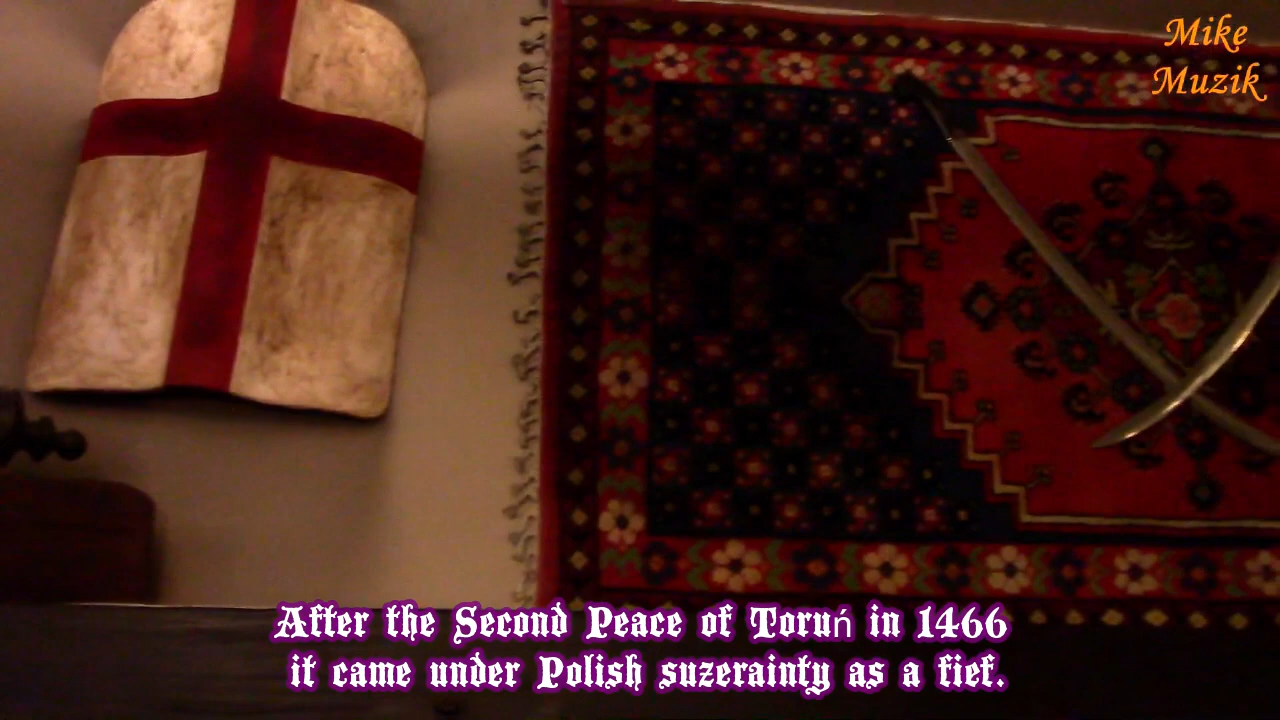 Mike
Muzik
After the Second Peace of Toruń in 1466
it came under Polish suzerainty as a fief.